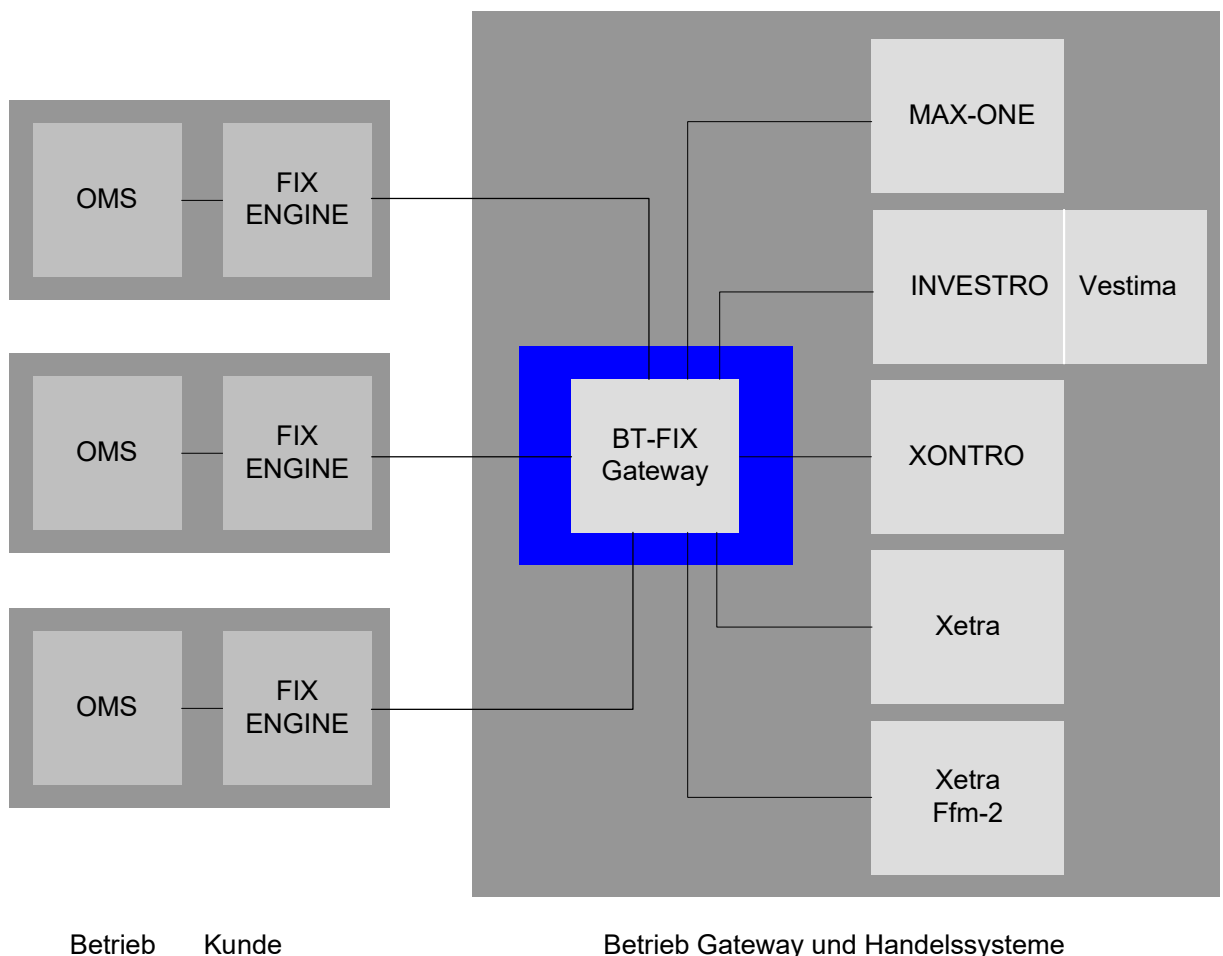 MAX-ONE
OMS
FIX
ENGINE
INVESTRO
Vestima
OMS
FIX
ENGINE
BT-FIX
Gateway
XONTRO
Xetra
OMS
FIX
ENGINE
Xetra
Ffm-2
Betrieb Kunde
Betrieb Gateway und Handelssysteme